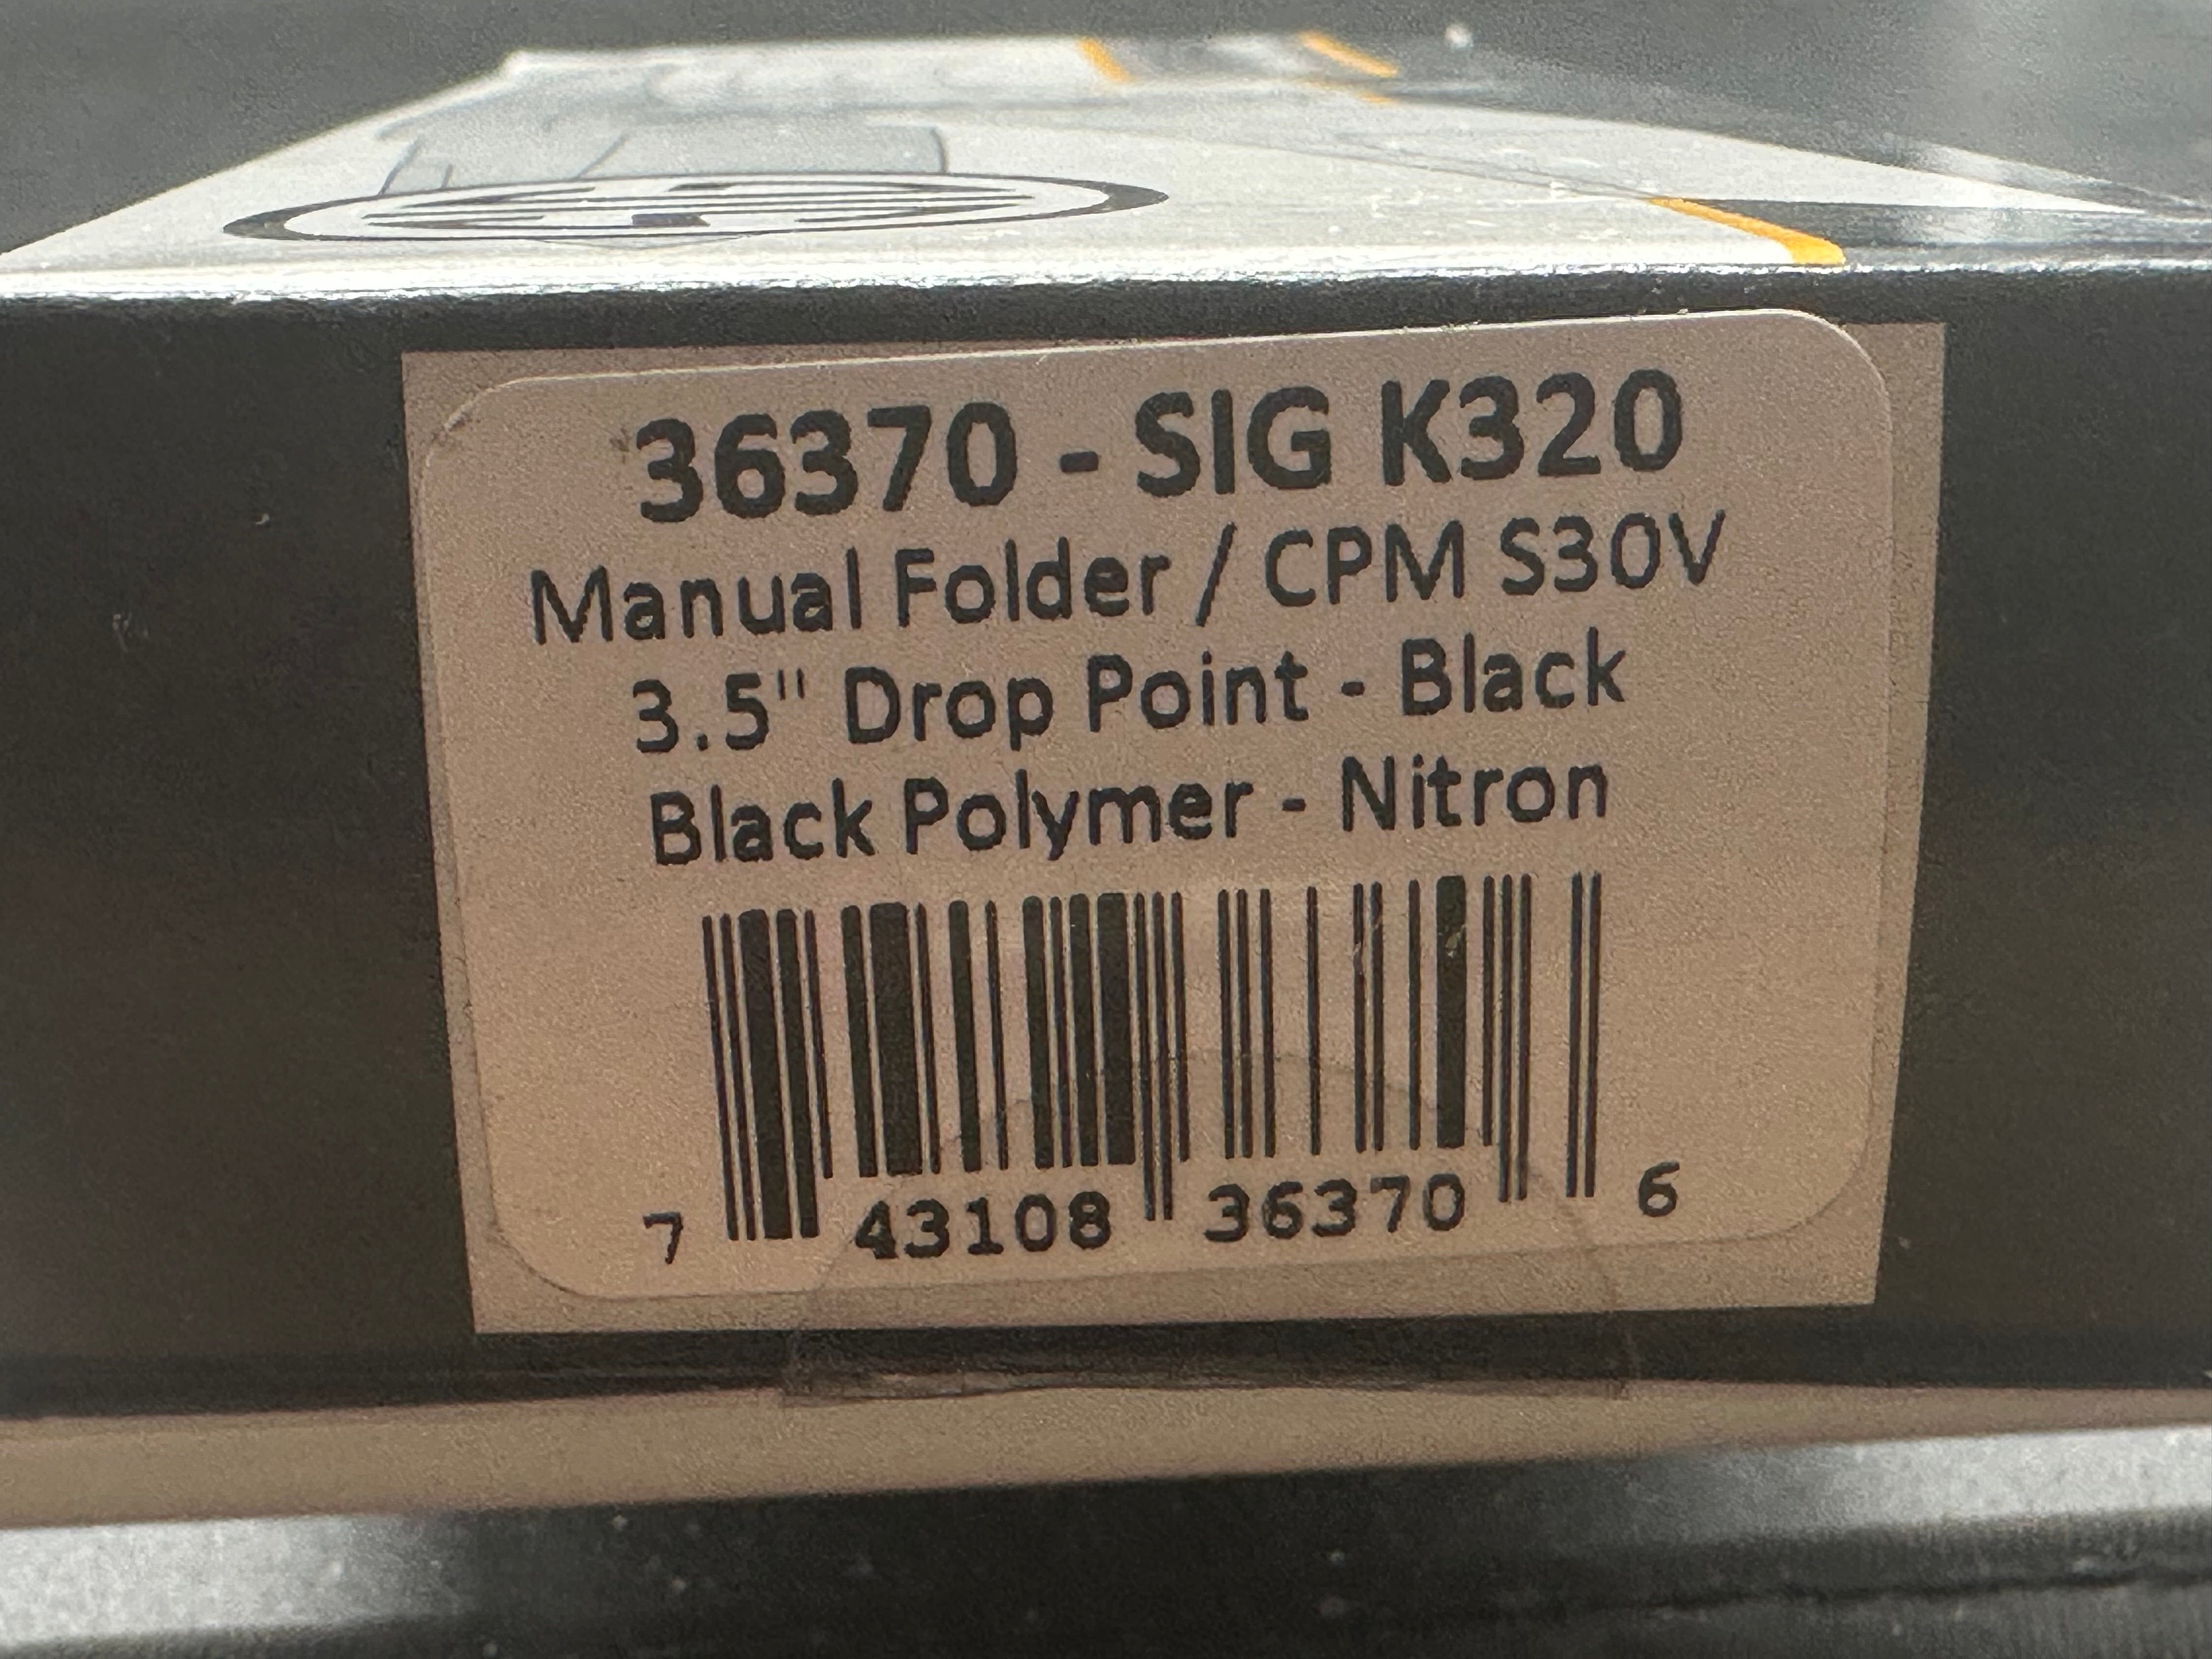 36370 - SIG K320
Manual Folder / CPM S30V
3.5" Drop Point - Black
Black Polymer - Nitron
7 43108 36370 6